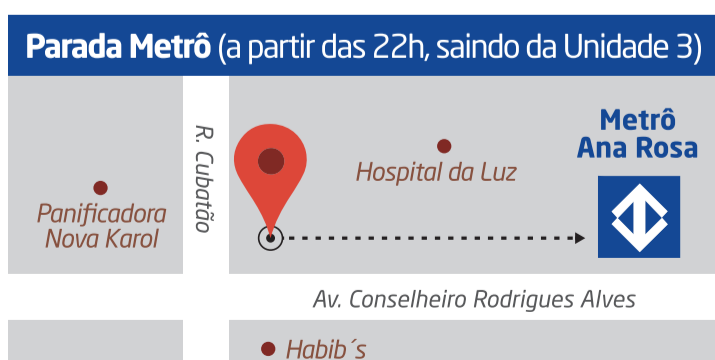 Parada Metrô (a partir das 22h, saindo da Unidade 3)
Metrô
Ana Rosa
R. Cubatão
Hospital da Luz
Panificadora
Nova Karol
Av. Conselheiro Rodrigues Alves
Habib´s